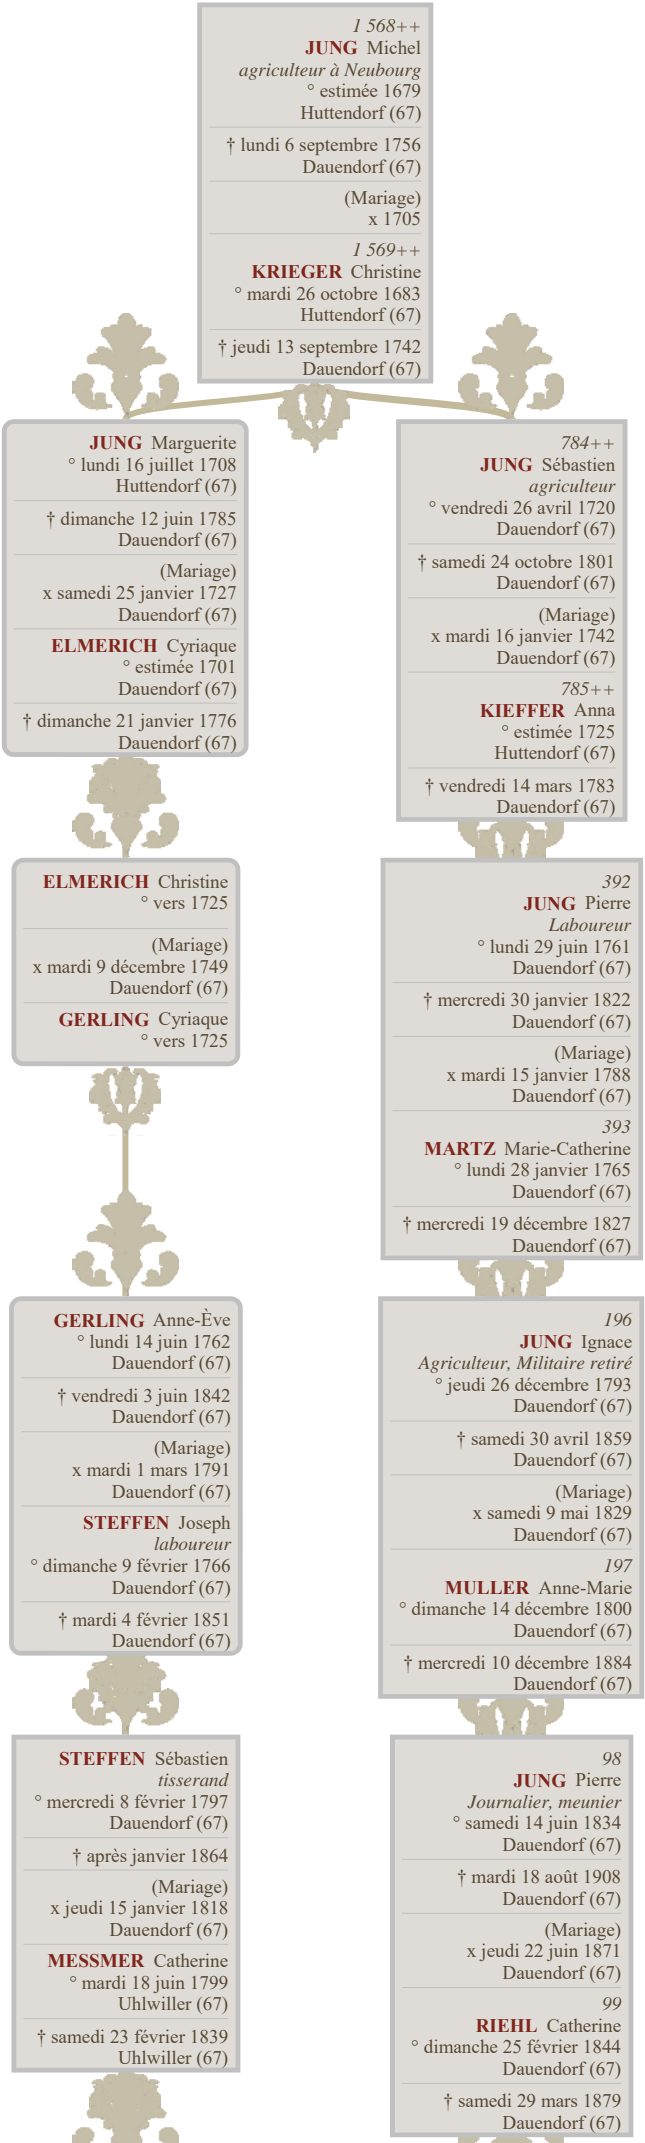 1 568++
JUNG Michel
agriculteur à Neubourg
° estimée 1679
Huttendorf (67)
† lundi 6 septembre 1756
Dauendorf (67)
(Mariage)
x 1705
1 569++
KRIEGER Christine
° mardi 26 octobre 1683
Huttendorf (67)
† jeudi 13 septembre 1742
Dauendorf (67)
JUNG Marguerite
° lundi 16 juillet 1708
Huttendorf (67)
† dimanche 12 juin 1785
Dauendorf (67)
(Mariage)
x samedi 25 janvier 1727
Dauendorf (67)
ELMERICH Cyriaque
° estimée 1701
Dauendorf (67)
† dimanche 21 janvier 1776
Dauendorf (67)
784++
JUNG Sébastien
agriculteur
° vendredi 26 avril 1720
Dauendorf (67)
† samedi 24 octobre 1801
Dauendorf (67)
(Mariage)
x mardi 16 janvier 1742
Dauendorf (67)
785++
KIEFFER Anna
° estimée 1725
Huttendorf (67)
† vendredi 14 mars 1783
Dauendorf (67)
ELMERICH Christine
° vers 1725
(Mariage)
x mardi 9 décembre 1749
Dauendorf (67)
GERLING Cyriaque
° vers 1725
392
JUNG Pierre
Laboureur
° lundi 29 juin 1761
Dauendorf (67)
† mercredi 30 janvier 1822
Dauendorf (67)
(Mariage)
x mardi 15 janvier 1788
Dauendorf (67)
393
MARTZ Marie-Catherine
° lundi 28 janvier 1765
Dauendorf (67)
† mercredi 19 décembre 1827
Dauendorf (67)
GERLING Anne-Ève
° lundi 14 juin 1762
Dauendorf (67)
† vendredi 3 juin 1842
Dauendorf (67)
(Mariage)
x mardi 1 mars 1791
Dauendorf (67)
STEFFEN Joseph
laboureur
° dimanche 9 février 1766
Dauendorf (67)
† mardi 4 février 1851
Dauendorf (67)
196
JUNG Ignace
Agriculteur, Militaire retiré
° jeudi 26 décembre 1793
Dauendorf (67)
† samedi 30 avril 1859
Dauendorf (67)
(Mariage)
x samedi 9 mai 1829
Dauendorf (67)
197
MULLER Anne-Marie
° dimanche 14 décembre 1800
Dauendorf (67)
† mercredi 10 décembre 1884
Dauendorf (67)
STEFFEN Sébastien
tisserand
° mercredi 8 février 1797
Dauendorf (67)
† après janvier 1864
(Mariage)
x jeudi 15 janvier 1818
Dauendorf (67)
MESSMER Catherine
° mardi 18 juin 1799
Uhlwiller (67)
† samedi 23 février 1839
Uhlwiller (67)
98
JUNG Pierre
Journalier, meunier
° samedi 14 juin 1834
Dauendorf (67)
† mardi 18 août 1908
Dauendorf (67)
(Mariage)
x jeudi 22 juin 1871
Dauendorf (67)
99
RIEHL Catherine
° dimanche 25 février 1844
Dauendorf (67)
† samedi 29 mars 1879
Dauendorf (67)